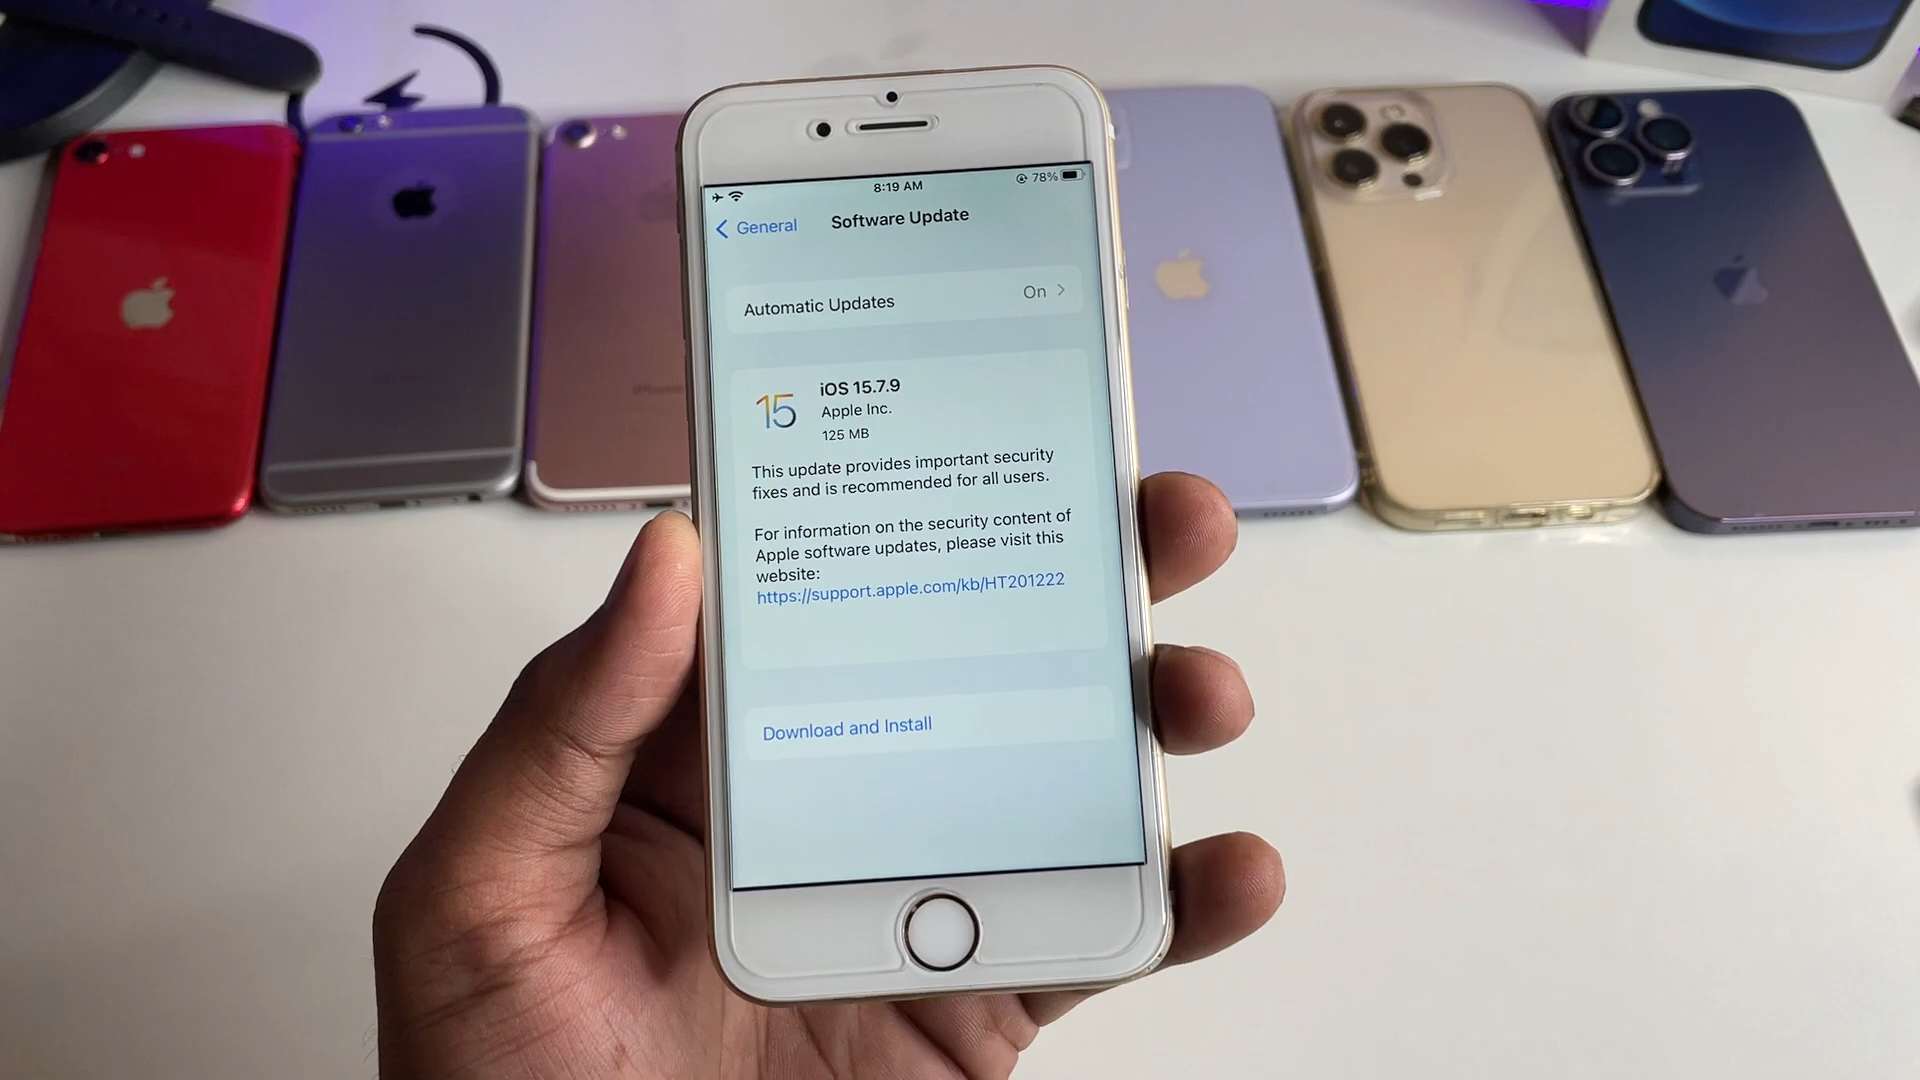 8:19 AM
78%
General
Software Update
Automatic Updates
On
15
iOS 15.7.9
Apple Inc.
125 MB
This update provides important security
fixes and is recommended for all users.
For information on the security content of
Apple software updates, please visit this
website:
https://support.apple.com/kb/HT201222
Download and Install